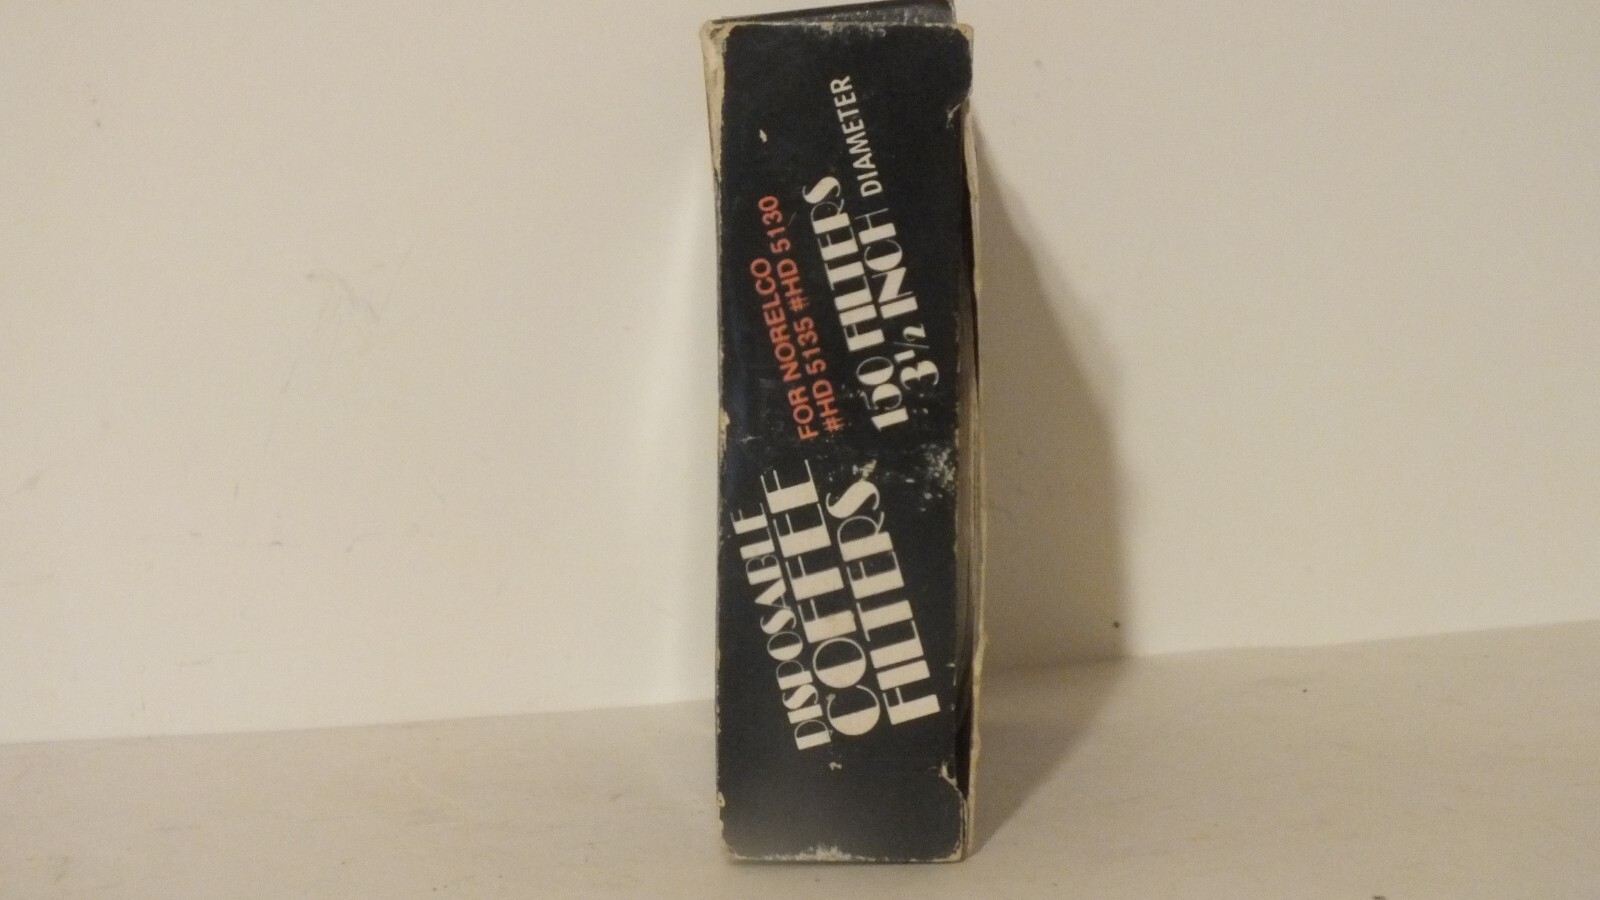 DISPOSABLE
COFFEE
FILTERS
FOR NORELCO
#HD 5135 #HD 5130
150 FILTERS
3½ INCH DIAMETER